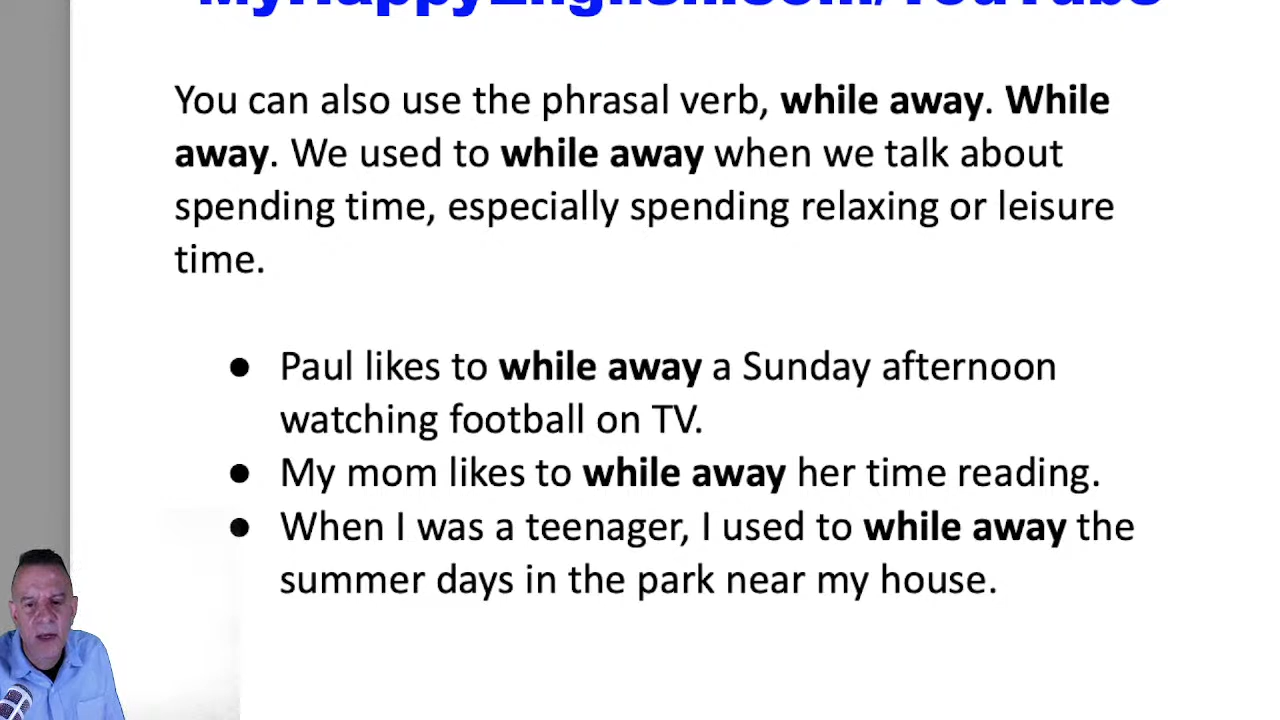 MyHappyEnglish.com/YouTube
You can also use the phrasal verb, while away. While
away. We used to while away when we talk about
spending time, especially spending relaxing or leisure
time.
● Paul likes to while away a Sunday afternoon
watching football on TV.
● My mom likes to while away her time reading.
● When I was a teenager, I used to while away the
summer days in the park near my house.